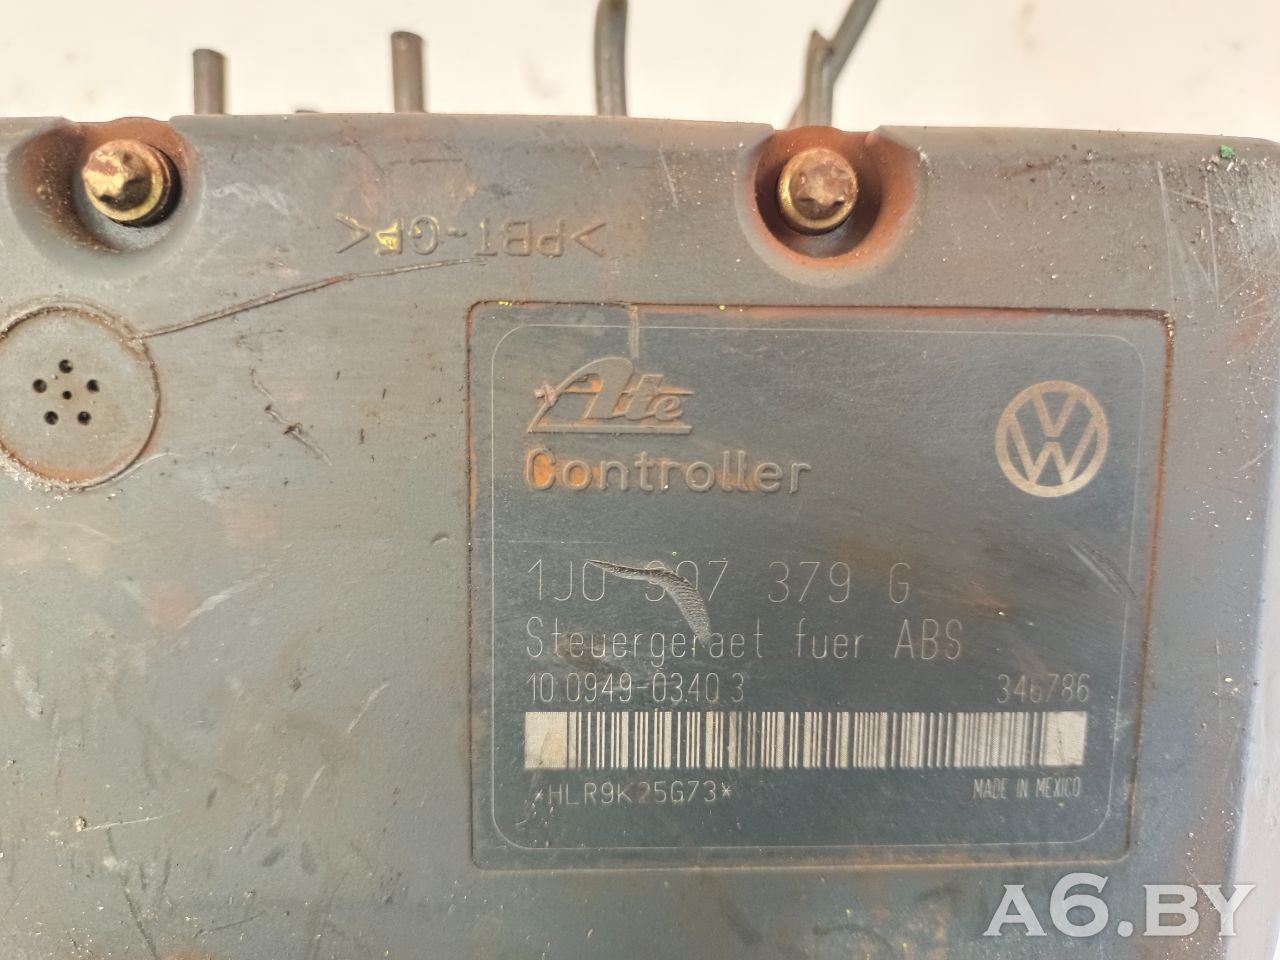 >PBT-GF<
Ate
Controller
1J0 907 379 G
Steuergeraet fuer ABS
10.0949-0340.3 346786
*HLR9K25G73*
MADE IN MEXICO
A6.BY